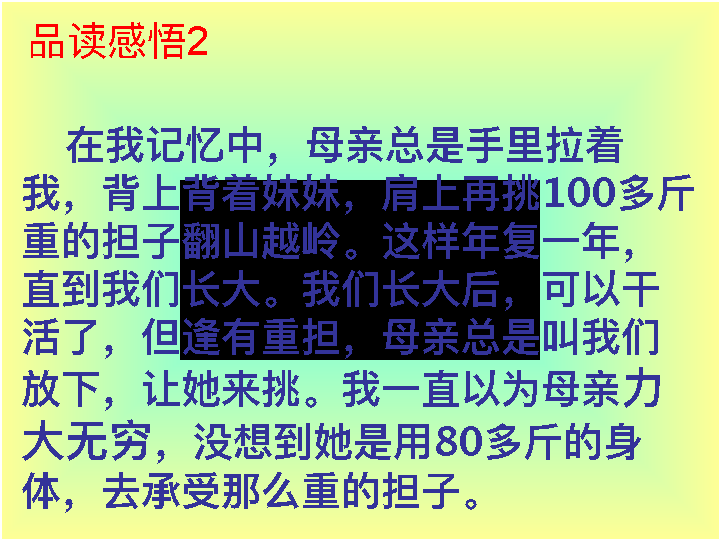 品读感悟2
在我记忆中，母亲总是手里拉着
我，背上背着妹妹，肩上再挑100多斤
重的担子翻山越岭。这样年复一年，
直到我们长大。我们长大后，可以干
活了，但逢有重担，母亲总是叫我们
放下，让她来挑。我一直以为母亲力
大无穷，没想到她是用80多斤的身
体，去承受那么重的担子。